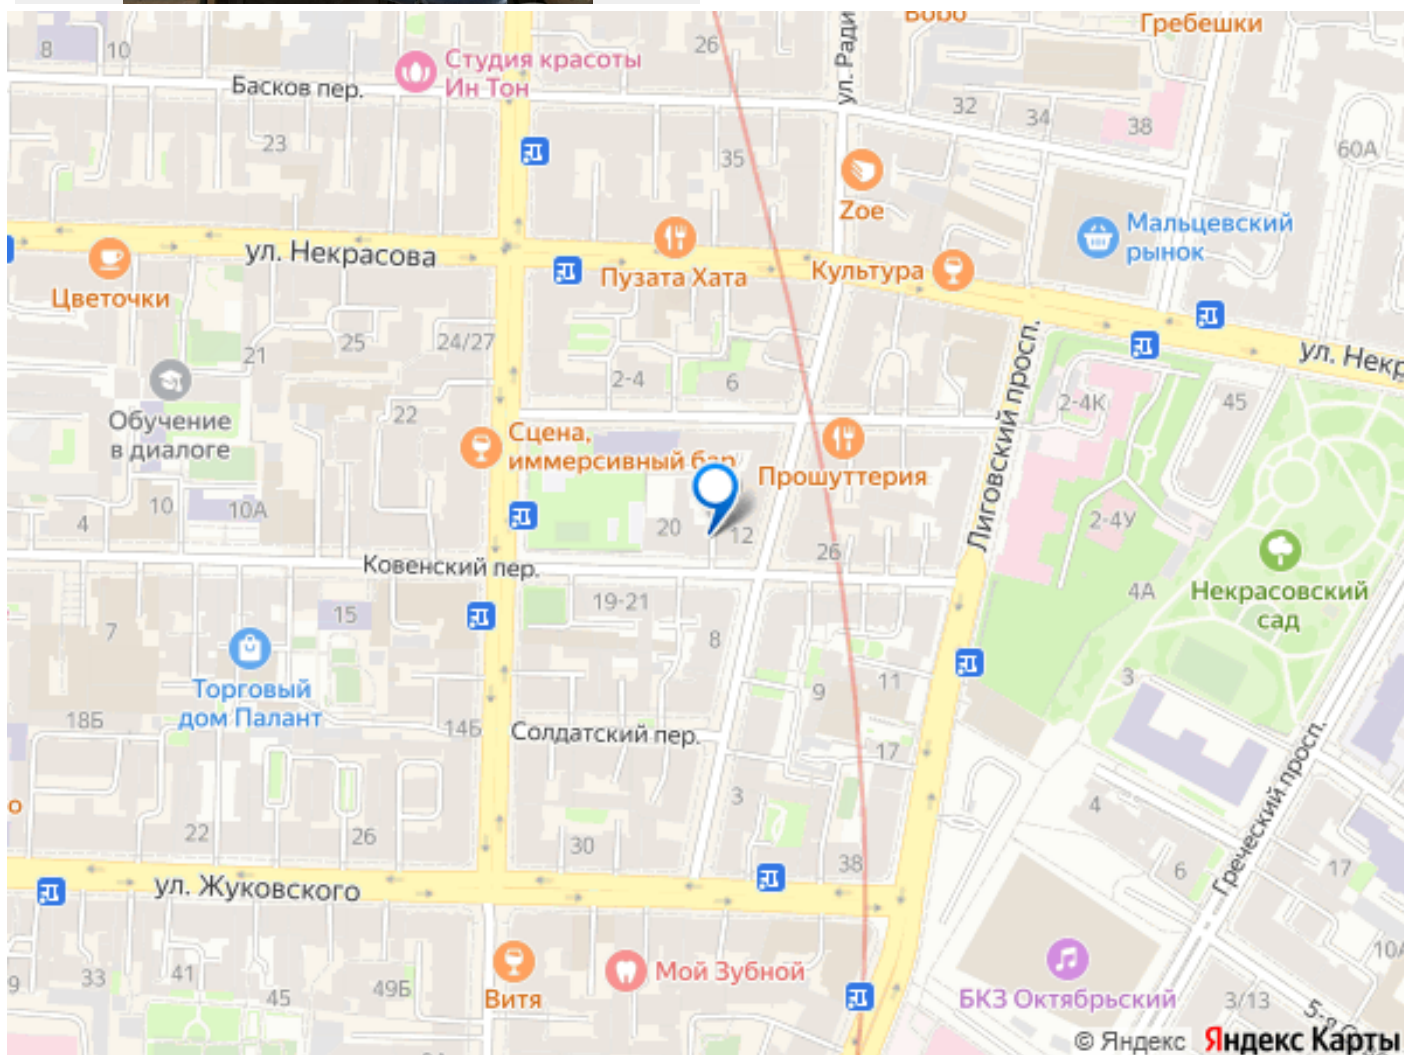 Bobo
Гребешки
26
8
10
Студия красоты
Ин Тон
Басков пер.
ул. Ради
32
34
38
23
35
60А
Zoe
Мальцевский
рынок
ул. Некрасова
Пузата Хата
Культура
Цветочки
21
25
24/27
ул. Некр
2-4
6
2-4К
45
22
Обучение
в диалоге
Сцена,
иммерсивный бар
Прошуттерия
Лиговский просп.
10
10А
4
20
12
26
2-4У
Ковенский пер.
4А
Некрасовский
сад
19-21
15
7
8
Торговый
дом Палант
9
11
3
18Б
14Б
Солдатский пер.
17
Греческий просп.
22
26
30
3
38
4
6
17
ул. Жуковского
33
41
45
49Б
Витя
Мой Зубной
БКЗ Октябрьский
3/13
10А
© Яндекс
Яндекс Карты